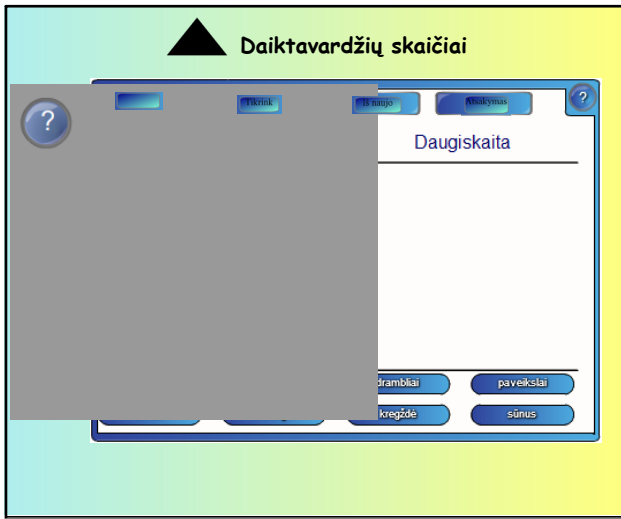 Daiktavardžių skaičiai
?
?
Tikrink
Iš naujo
Atsakymas
Daugiskaita
drambliai
paveikslai
kregždė
sūnus